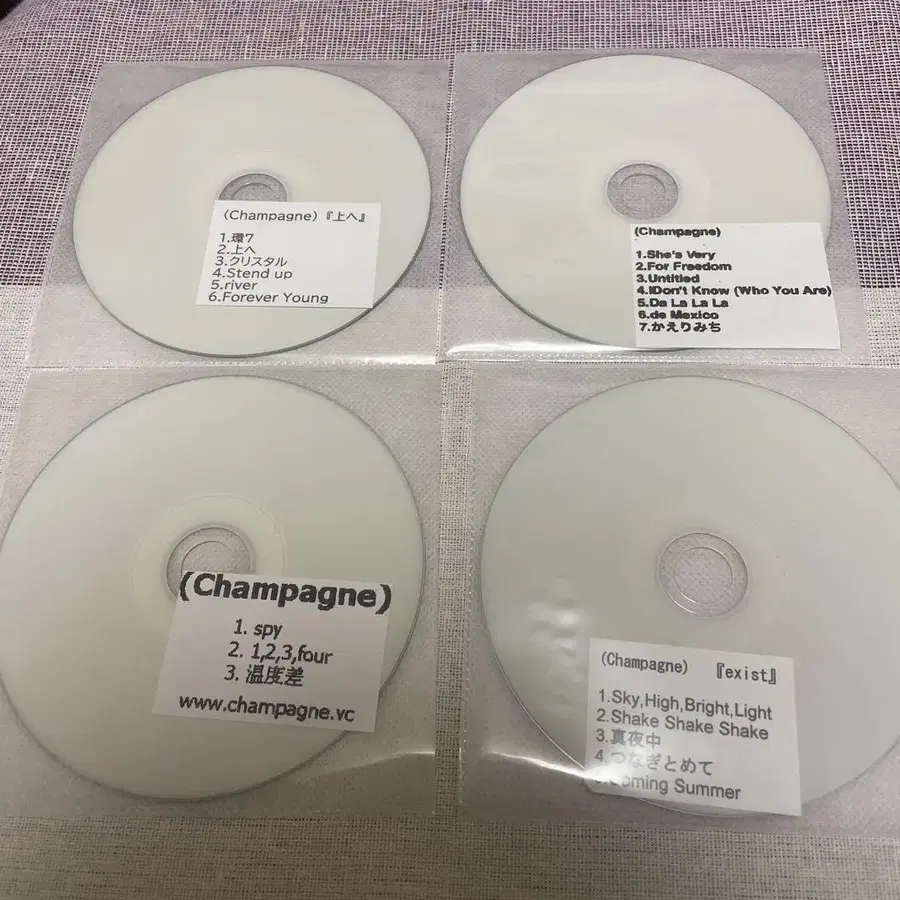 (Champagne)『上へ』
1.環7
2.上へ
3.クリスタル
4.Stend up
5.river
6.Forever Young
(Champagne)
1.She's Very
2.For Freedom
3.Untitled
4.IDon't Know (Who You Are)
5.Da La La La
6.de Mexico
7.かえりみち
(Champagne)
1. spy
2. 1,2,3,four
3. 温度差
www.champagne.vc
(Champagne) 『exist』
1.Sky,High,Bright,Light
2.Shake Shake Shake
3.真夜中
4.つなぎとめて
5.Coming Summer